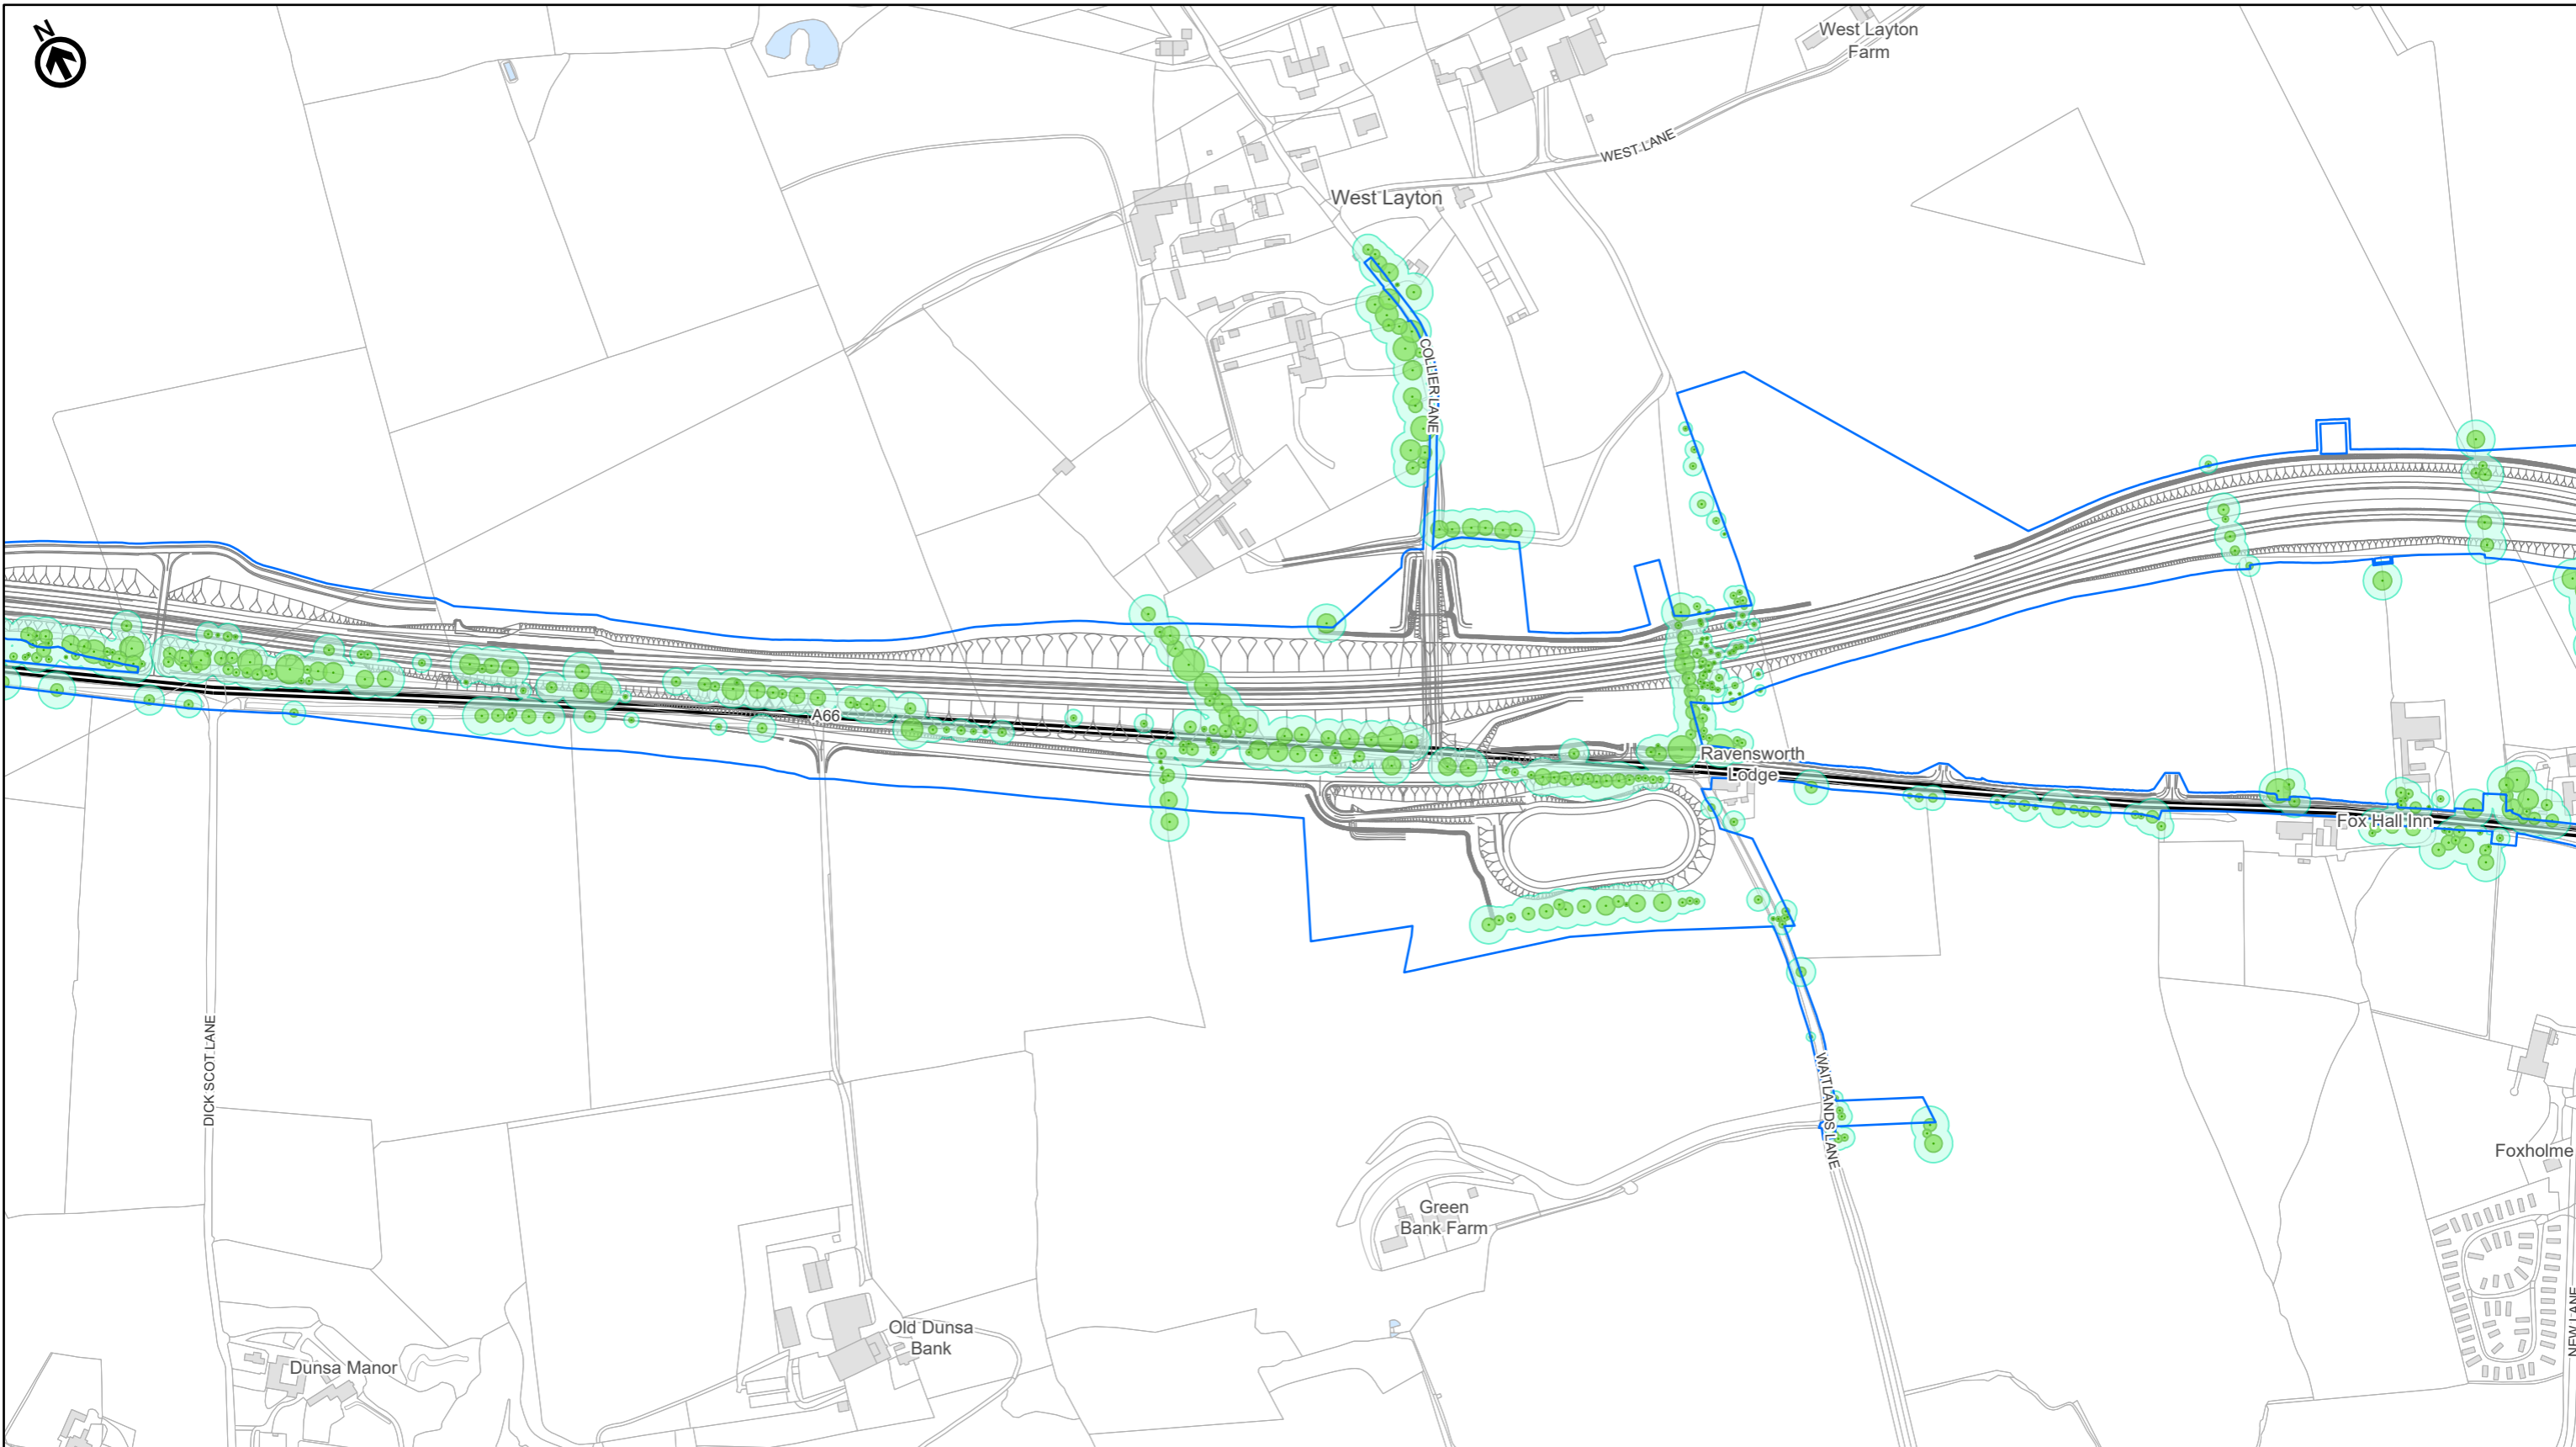 N
West Layton
Farm
WEST LANE
West Layton
COLLIER LANE
A66
Ravensworth
Lodge
Fox Hall Inn
DICK SCOT LANE
WAITLANDS LANE
Foxholme
Green
Bank Farm
NEW LANE
Old Dunsa
Bank
Dunsa Manor